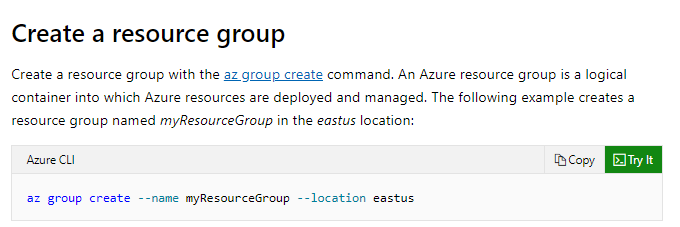 Create a resource group
Create a resource group with the az group create command. An Azure resource group is a logical
container into which Azure resources are deployed and managed. The following example creates a
resource group named myResourceGroup in the eastus location:
Azure CLI Copy Try It
az group create --name myResourceGroup --location eastus